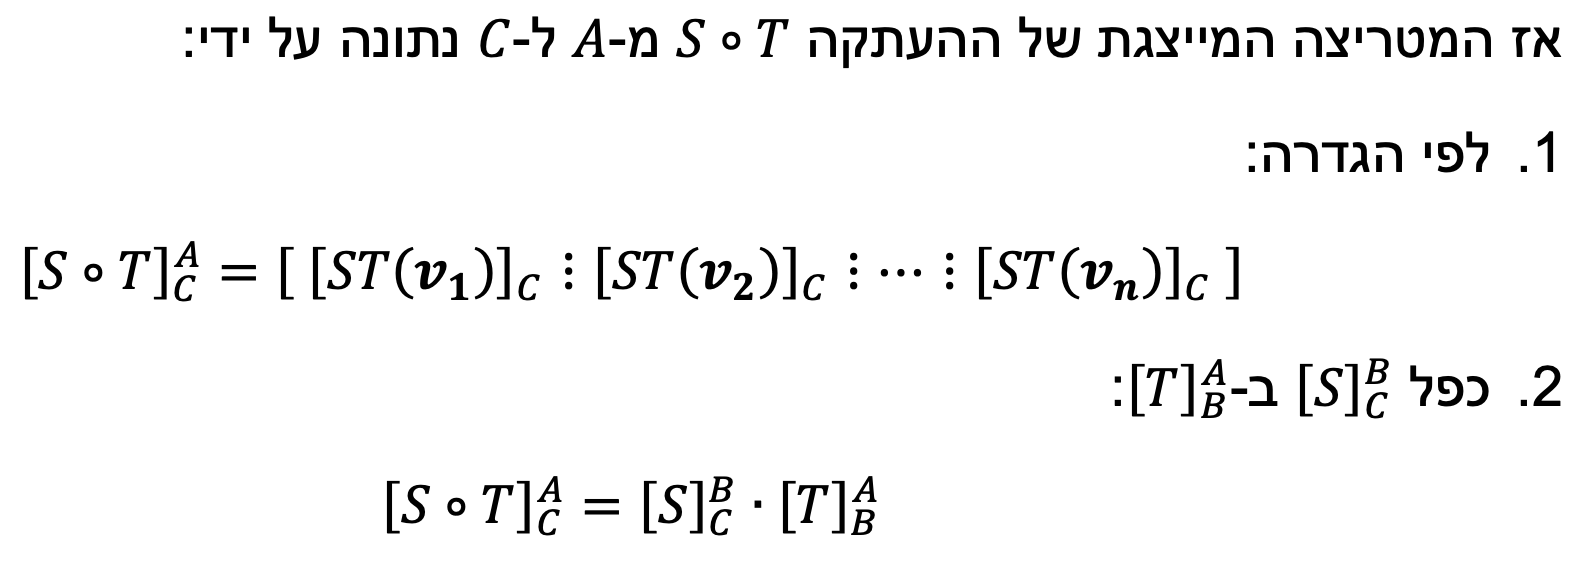 אז המטריצה המייצגת של ההעתקה S ∘ T מ-A ל-C נתונה על ידי:
1. לפי הגדרה:
[S ∘ T]_C^A = [ [ST(v₁)]_C ⋮ [ST(v₂)]_C ⋮ ⋯ ⋮ [ST(vₙ)]_C ]
2. כפל [S]_C^B ב-[T]_B^A:
[S ∘ T]_C^A = [S]_C^B · [T]_B^A